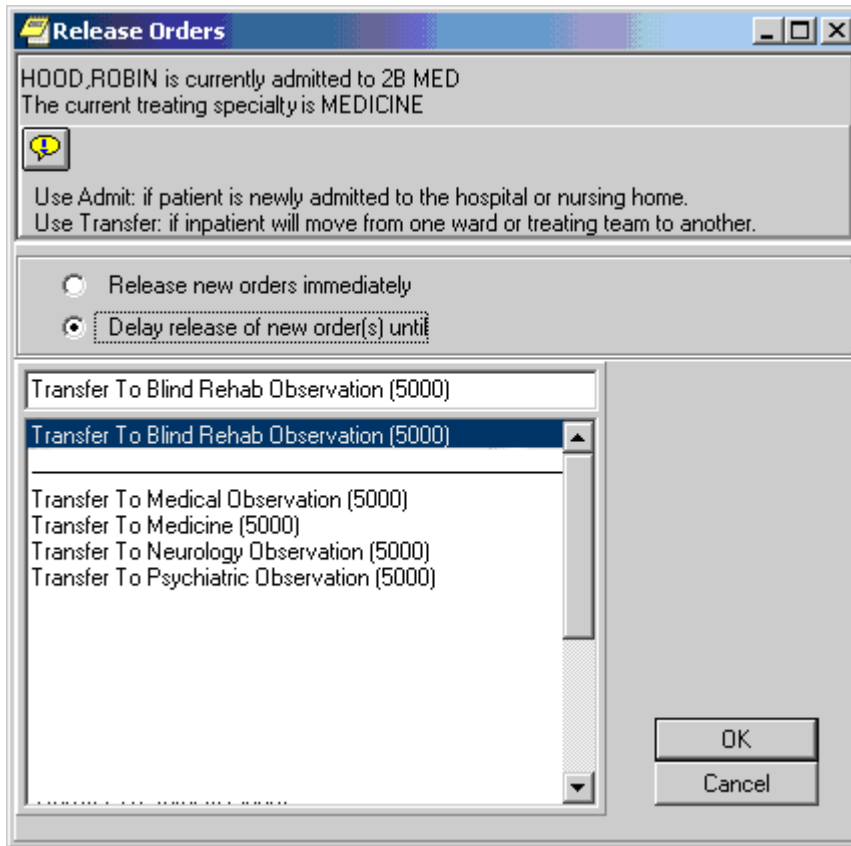 Release Orders
HOOD,ROBIN is currently admitted to 2B MED
The current treating specialty is MEDICINE
Use Admit: if patient is newly admitted to the hospital or nursing home.
Use Transfer: if inpatient will move from one ward or treating team to another.
Release new orders immediately
Delay release of new order(s) until
Transfer To Blind Rehab Observation (5000)
Transfer To Blind Rehab Observation (5000)
Transfer To Medical Observation (5000)
Transfer To Medicine (5000)
Transfer To Neurology Observation (5000)
Transfer To Psychiatric Observation (5000)
OK
Cancel